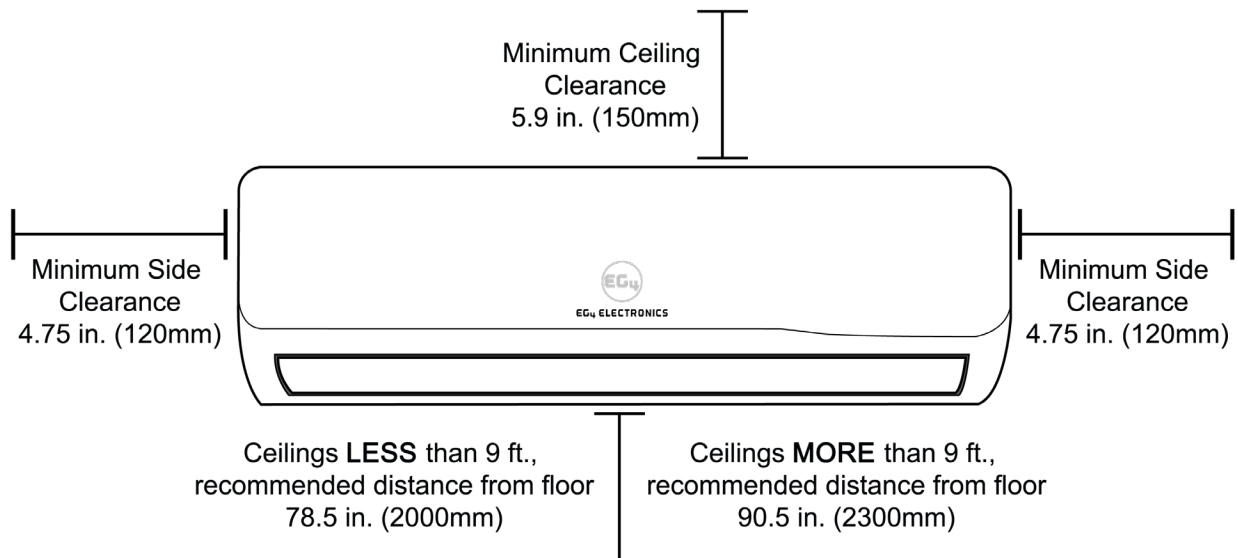 Minimum Ceiling
Clearance
5.9 in. (150mm)
Minimum Side
Clearance
4.75 in. (120mm)
EG4
EG4 ELECTRONICS
Minimum Side
Clearance
4.75 in. (120mm)
Ceilings LESS than 9 ft.,
recommended distance from floor
78.5 in. (2000mm)
Ceilings MORE than 9 ft.,
recommended distance from floor
90.5 in. (2300mm)